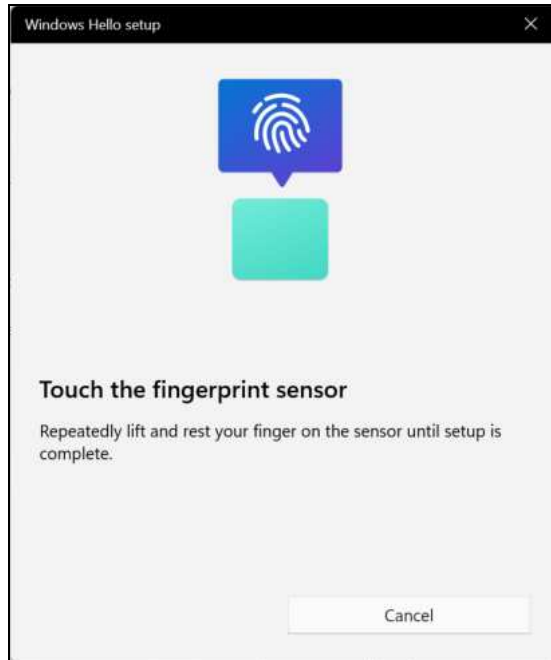 Windows Hello setup
Touch the fingerprint sensor
Repeatedly lift and rest your finger on the sensor until setup is
complete.
Cancel